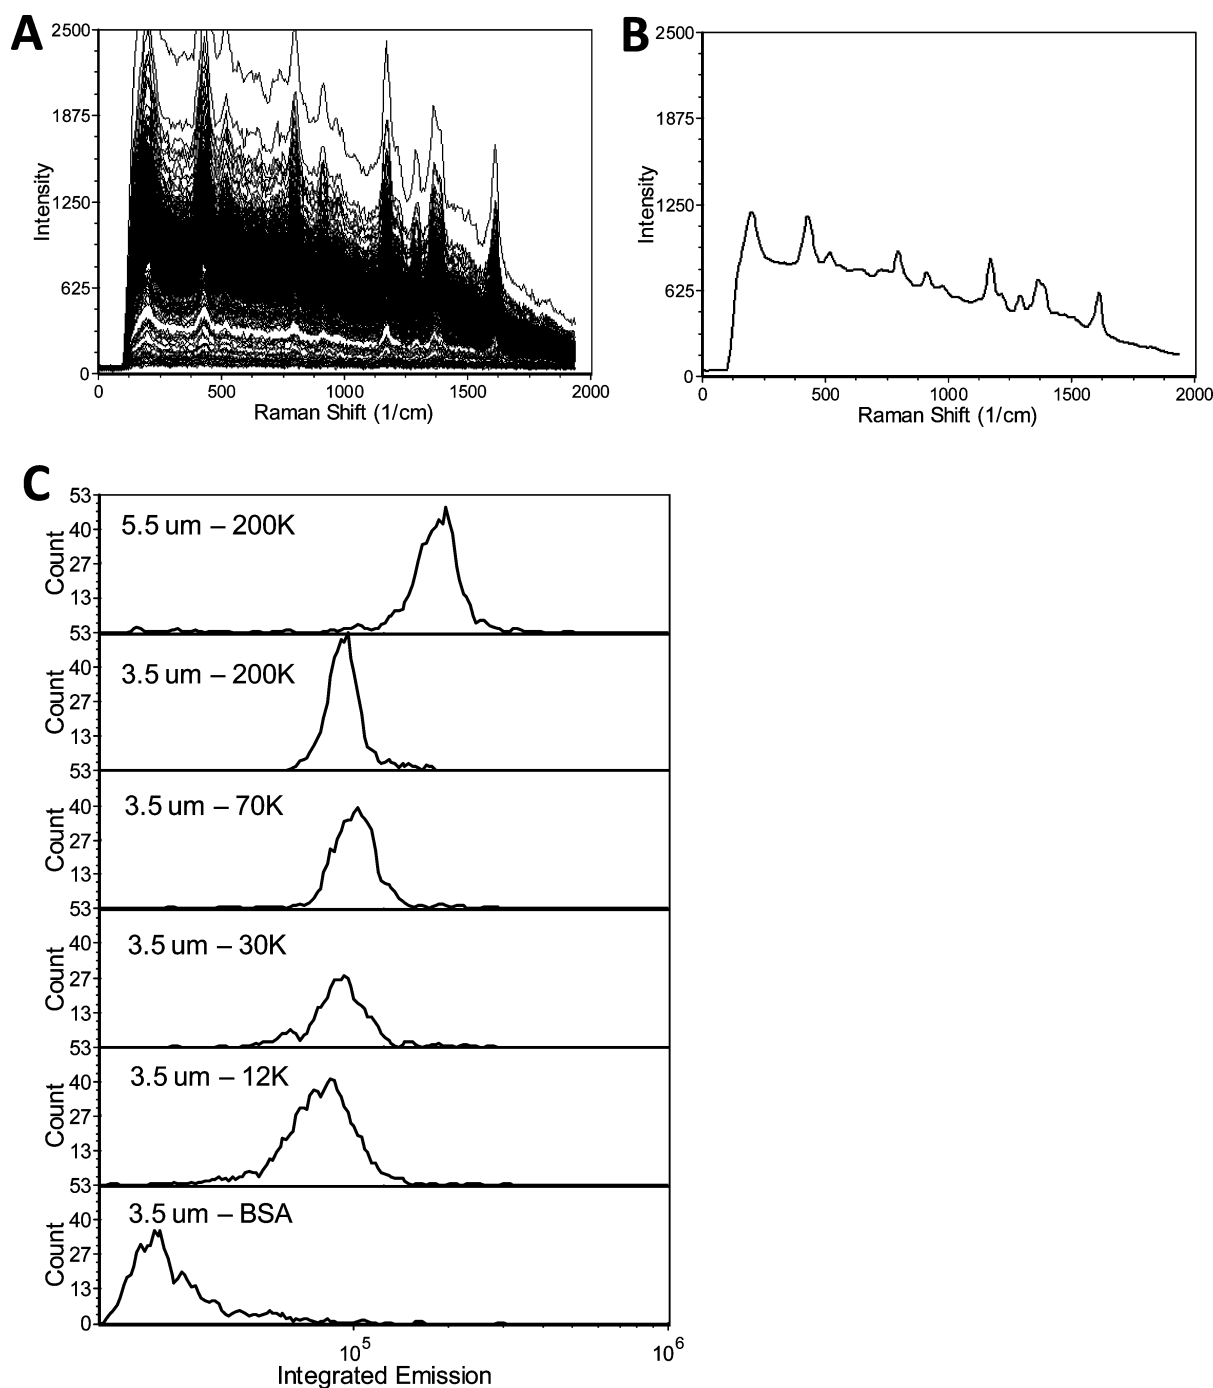 A
2500
1875
1250
625
0
Intensity
0 500 1000 1500 2000
Raman Shift (1/cm)
B
2500
1875
1250
625
0
Intensity
0 500 1000 1500 2000
Raman Shift (1/cm)
C
53
40
27
13
Count
5.5 um – 200K
53
40
27
13
Count
3.5 um – 200K
53
40
27
13
Count
3.5 um – 70K
53
40
27
13
Count
3.5 um – 30K
53
40
27
13
Count
3.5 um – 12K
53
40
27
13
0
Count
3.5 um – BSA
10^5 10^6
Integrated Emission